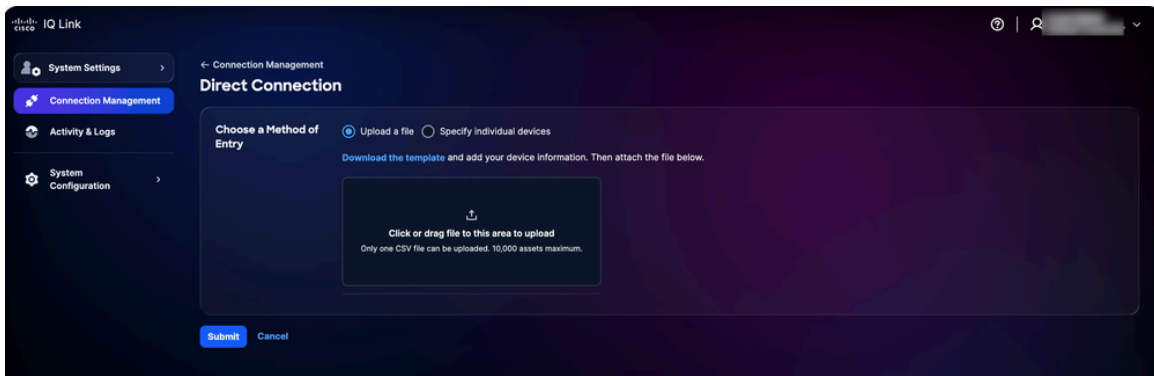 cisco IQ Link
System Settings
Connection Management
Activity & Logs
System
Configuration
← Connection Management
Direct Connection
Choose a Method of
Entry
Upload a file Specify individual devices
Download the template and add your device information. Then attach the file below.
Click or drag file to this area to upload
Only one CSV file can be uploaded. 10,000 assets maximum.
Submit Cancel